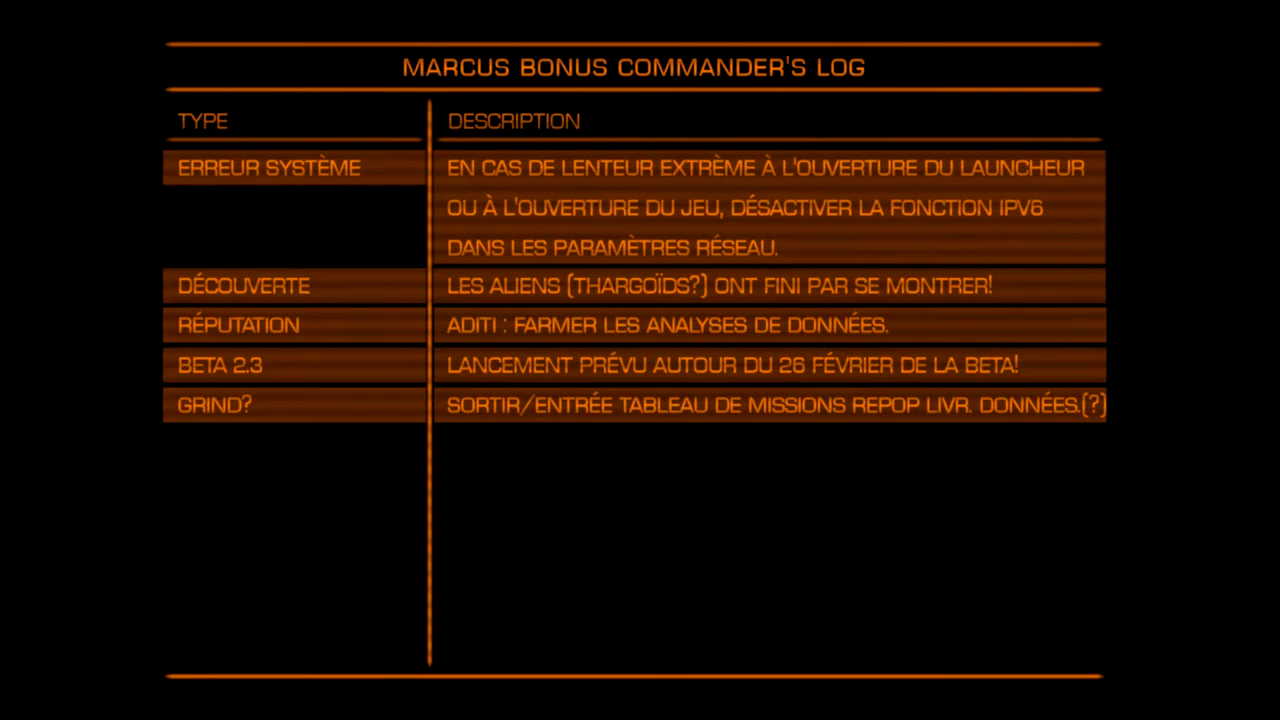 MARCUS BONUS COMMANDER'S LOG
TYPE DESCRIPTION
ERREUR SYSTÈME EN CAS DE LENTEUR EXTRÈME À L'OUVERTURE DU LAUNCHEUR
OU À L'OUVERTURE DU JEU, DÉSACTIVER LA FONCTION IPV6
DANS LES PARAMÈTRES RÉSEAU.
DÉCOUVERTE LES ALIENS (THARGOÏDS?) ONT FINI PAR SE MONTRER!
RÉPUTATION ADITI : FARMER LES ANALYSES DE DONNÉES.
BETA 2.3 LANCEMENT PRÉVU AUTOUR DU 26 FÉVRIER DE LA BETA!
GRIND? SORTIR/ENTRÉE TABLEAU DE MISSIONS REPOP LIVR. DONNÉES.(?)